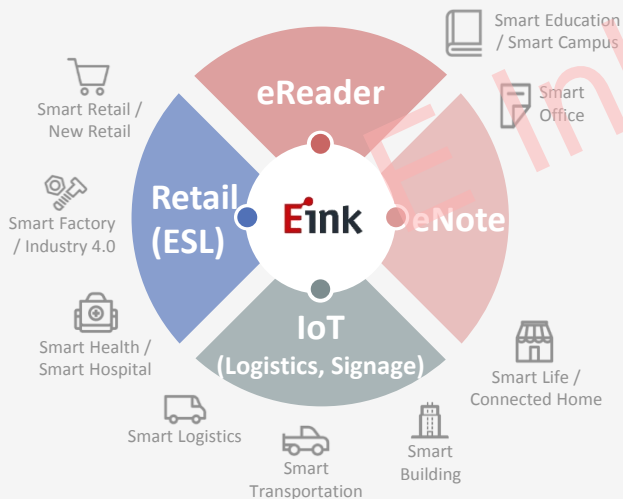 Smart Education
/ Smart Campus
Smart
Office
eReader
Smart Retail /
New Retail
Retail
(ESL)
Eink
eNote
Smart Factory
/ Industry 4.0
IoT
(Logistics, Signage)
Smart Health /
Smart Hospital
Smart Life /
Connected Home
Smart Logistics
Smart
Transportation
Smart
Building
E Ink